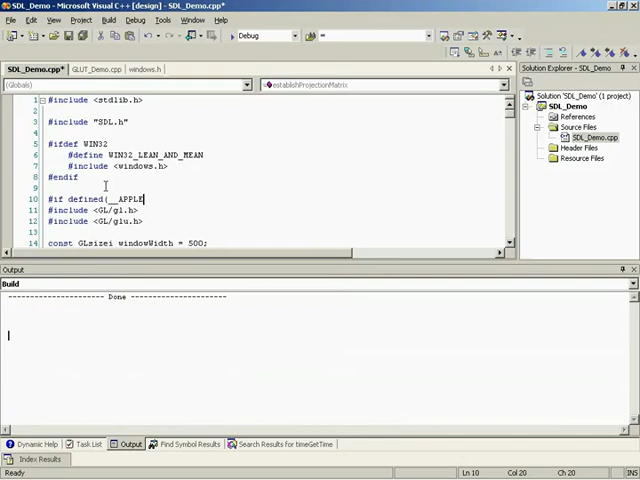 SDL_Demo - Microsoft Visual C++ [design] - SDL_Demo.cpp*
File Edit View Project Build Debug Tools Window Help
Debug
SDL_Demo.cpp* GLUT_Demo.cpp windows.h
(Globals) establishProjectionMatrix
1 #include <stdlib.h>
2
3 #include "SDL.h"
4
5 #ifdef WIN32
6 #define WIN32_LEAN_AND_MEAN
7 #include <windows.h>
8 #endif
9
10 #if defined(__APPLE
11 #include <GL/gl.h>
12 #include <GL/glu.h>
13
14 const GLsizei windowWidth = 500;
Solution Explorer - SDL_Demo
Solution 'SDL_Demo' (1 project)
SDL_Demo
References
Source Files
SDL_Demo.cpp
Header Files
Resource Files
Output
Build
---------------------- Done ----------------------
Dynamic Help Task List Output Find Symbol Results Search Results for timeGetTime
Index Results
Ready Ln 10 Col 20 Ch 20 INS